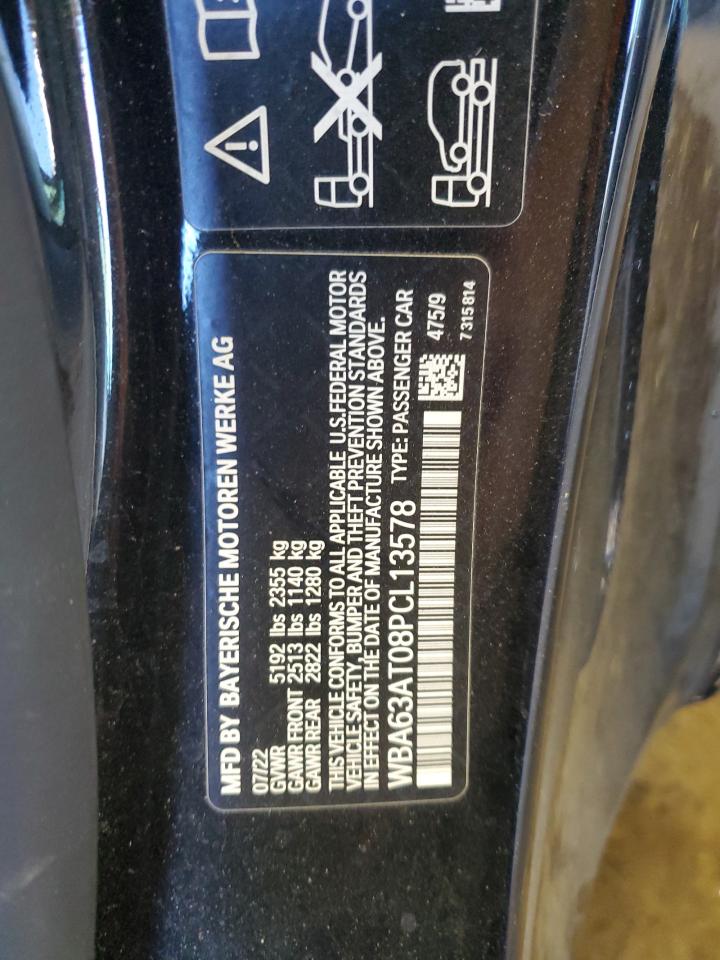 MFD BY BAYERISCHE MOTOREN WERKE AG
07/22
GVWR 5192 lbs 2355 kg
GAWR FRONT 2513 lbs 1140 kg
GAWR REAR 2822 lbs 1280 kg
THIS VEHICLE CONFORMS TO ALL APPLICABLE U.S.FEDERAL MOTOR
VEHICLE SAFETY, BUMPER AND THEFT PREVENTION STANDARDS
IN EFFECT ON THE DATE OF MANUFACTURE SHOWN ABOVE.
WBA63AT08PCL13578 TYPE: PASSENGER CAR
475/9
7 315 814